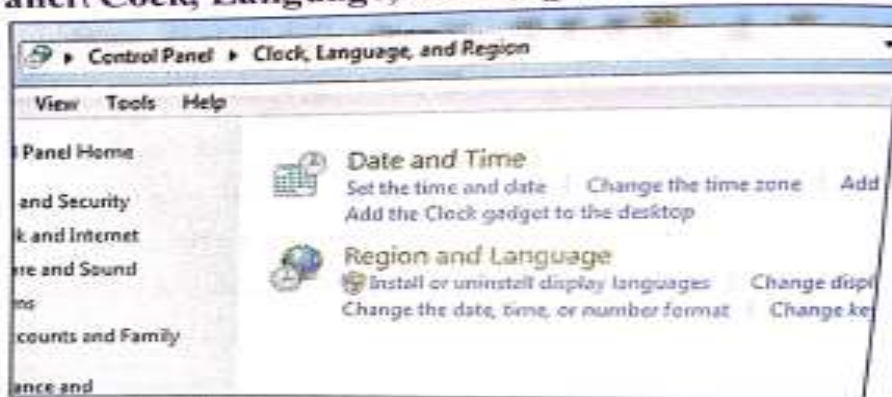 Control Panel ▸ Clock, Language, and Region
View Tools Help
Panel Home
and Security
k and Internet
re and Sound
ms
counts and Family
ance and
Date and Time
Set the time and date Change the time zone Add
Add the Clock gadget to the desktop
Region and Language
Install or uninstall display languages Change disp
Change the date, time, or number format Change key